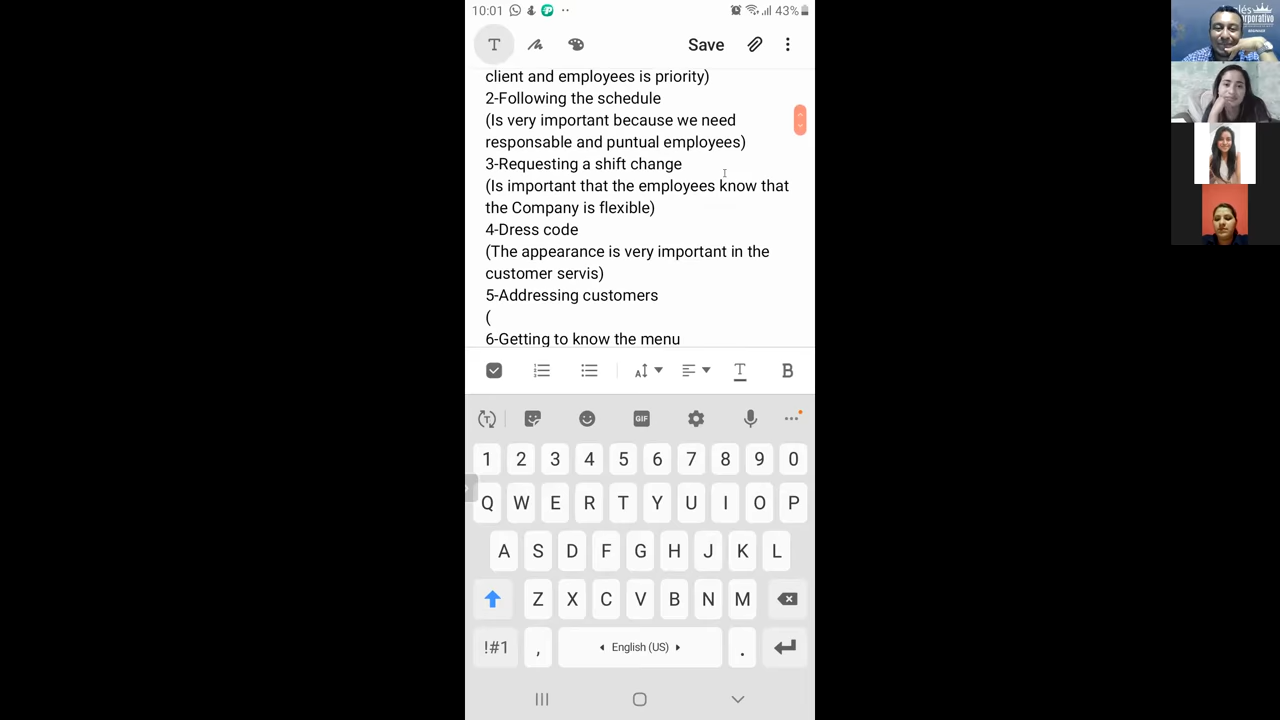 10:01
43%
Inglés
Corporativo
Save
client and employees is priority)
2-Following the schedule
(Is very important because we need
responsable and puntual employees)
3-Requesting a shift change
(Is important that the employees know that
the Company is flexible)
4-Dress code
(The appearance is very important in the
customer servis)
5-Addressing customers
(
6-Getting to know the menu
T
B
GIF
1 2 3 4 5 6 7 8 9 0
Q W E R T Y U I O P
A S D F G H J K L
Z X C V B N M
!#1 , English (US) .